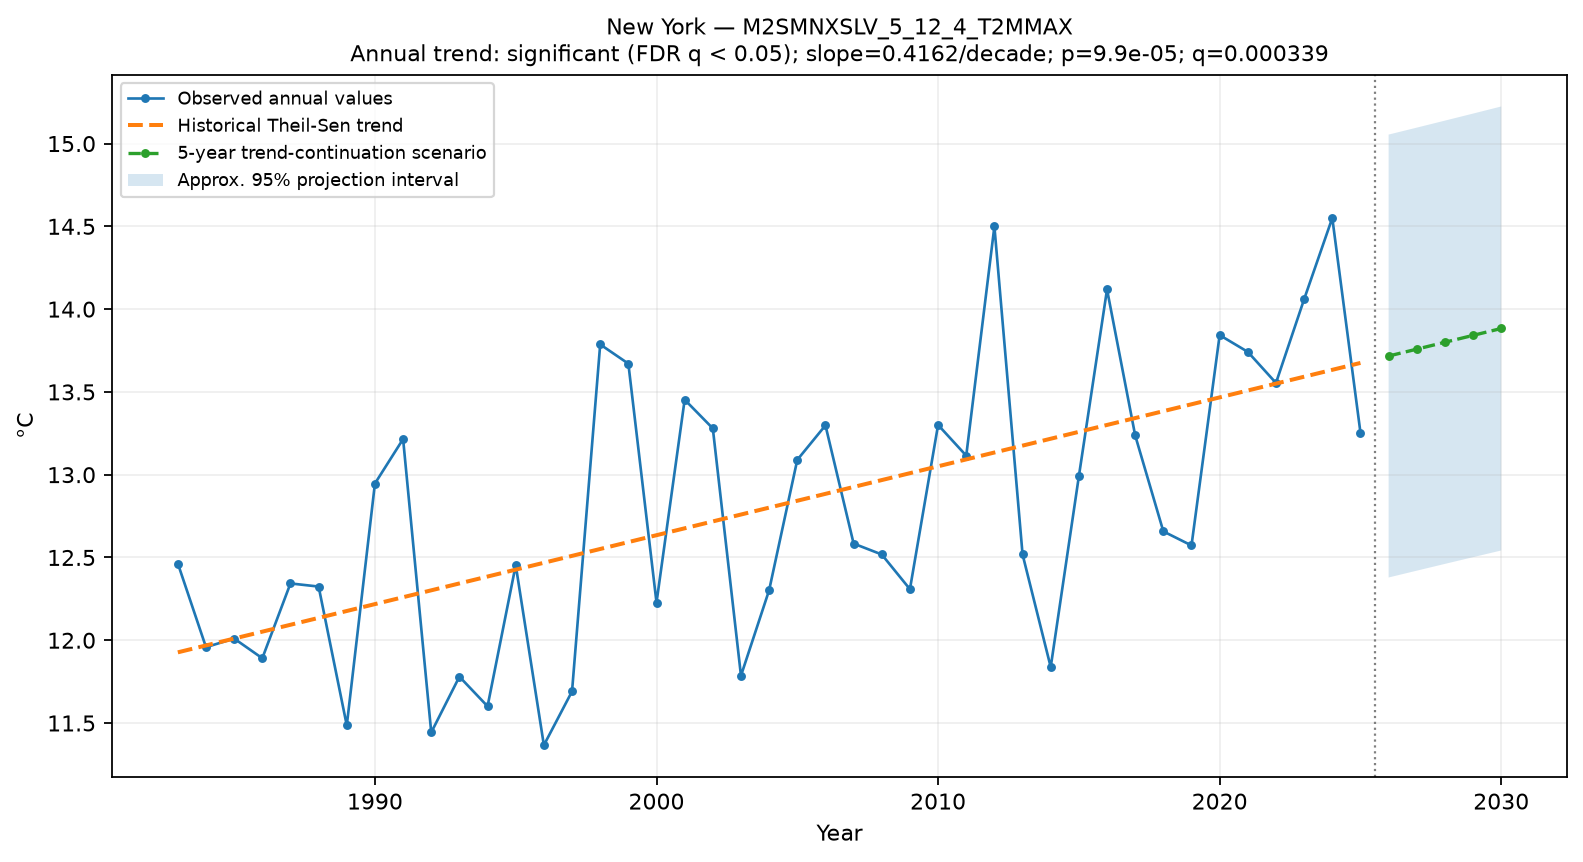 New York — M2SMNXSLV_5_12_4_T2MMAX
Annual trend: significant (FDR q < 0.05); slope=0.4162/decade; p=9.9e-05; q=0.000339
Observed annual values
Historical Theil-Sen trend
5-year trend-continuation scenario
Approx. 95% projection interval
15.0
14.5
14.0
13.5
13.0
12.5
12.0
11.5
°C
1990
2000
2010
2020
2030
Year